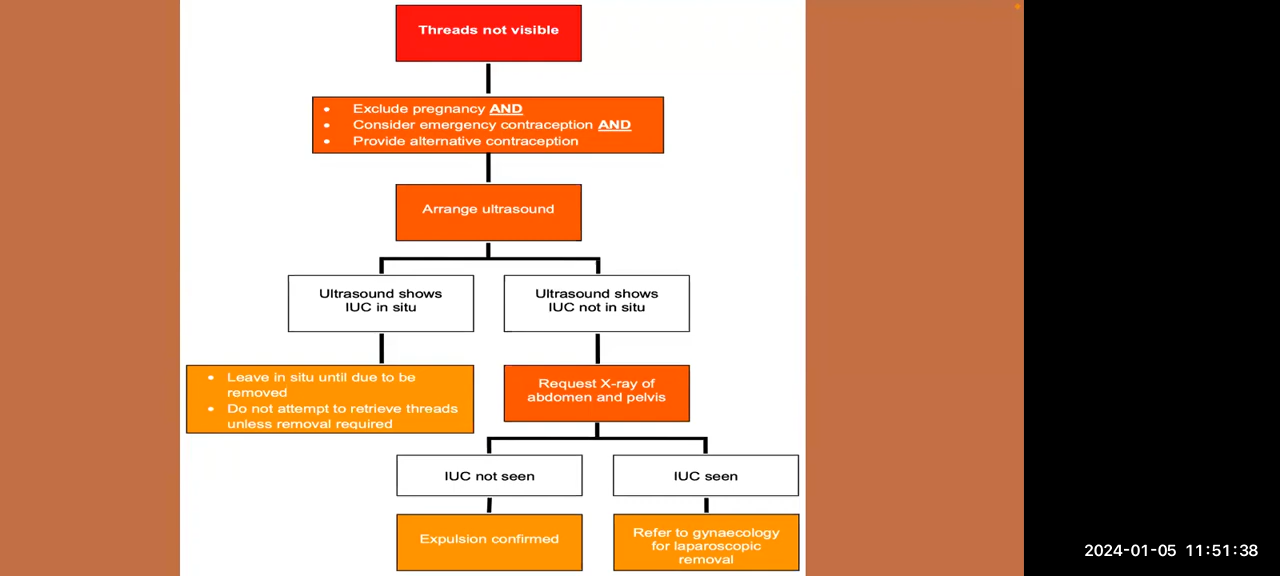 Threads not visible
• Exclude pregnancy AND
• Consider emergency contraception AND
• Provide alternative contraception
Arrange ultrasound
Ultrasound shows
IUC in situ
Ultrasound shows
IUC not in situ
• Leave in situ until due to be
removed
• Do not attempt to retrieve threads
unless removal required
Request X-ray of
abdomen and pelvis
IUC not seen
IUC seen
Expulsion confirmed
Refer to gynaecology
for laparoscopic
removal
2024-01-05 11:51:38